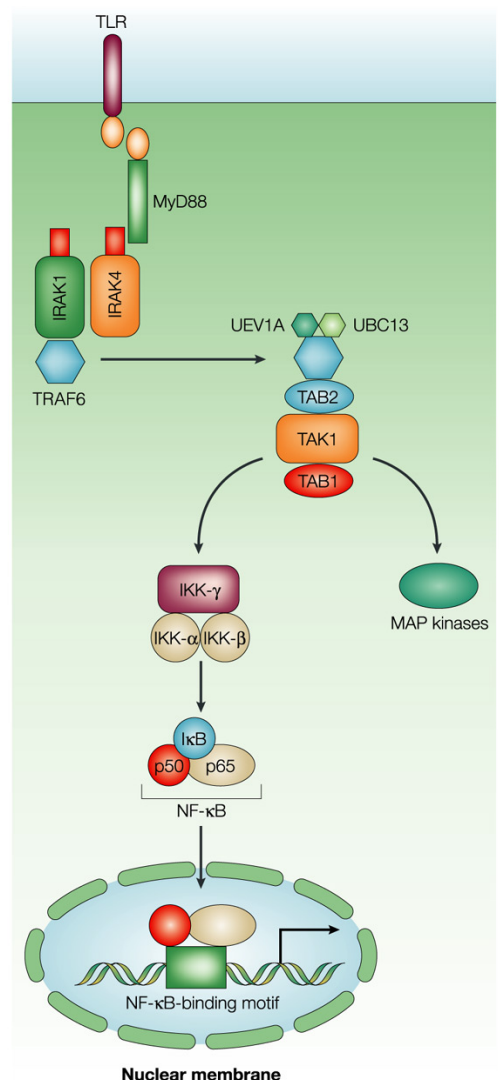 TLR
MyD88
IRAK1
IRAK4
TRAF6
UEV1A
UBC13
TAB2
TAK1
TAB1
IKK-γ
IKK-α
IKK-β
MAP kinases
IκB
p50
p65
NF-κB
NF-κB-binding motif
Nuclear membrane